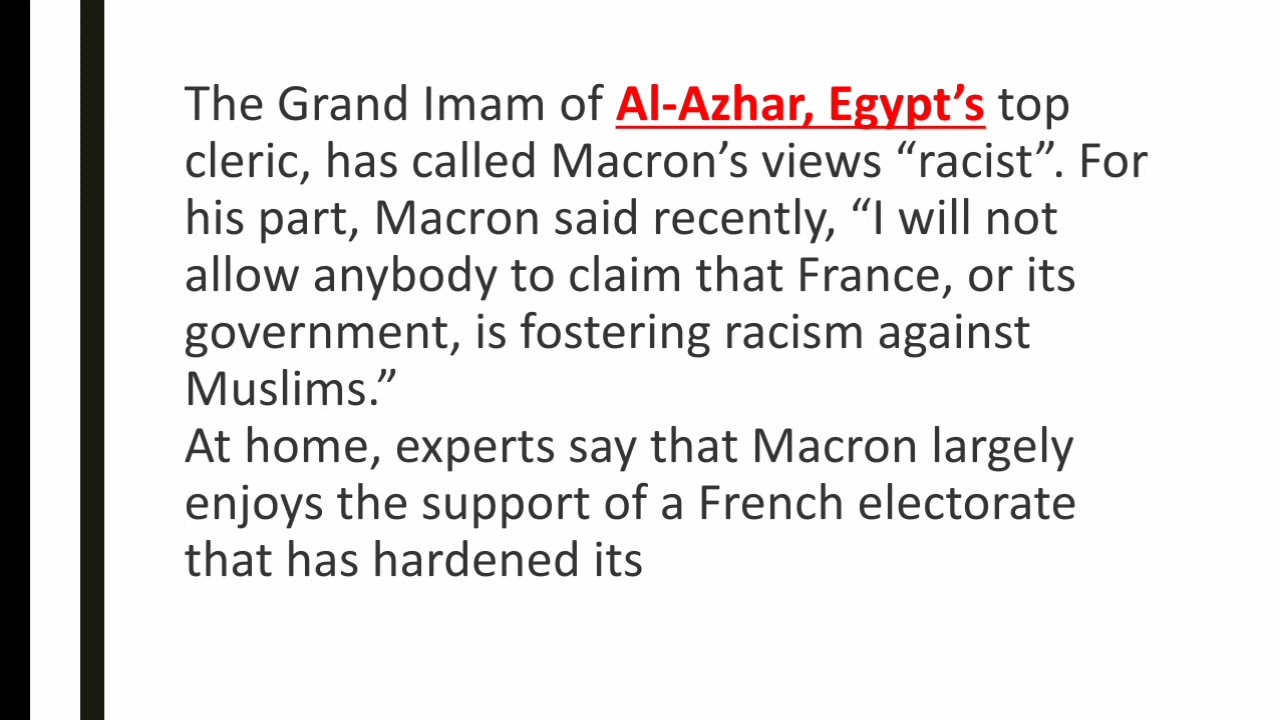 The Grand Imam of Al-Azhar, Egypt’s top
cleric, has called Macron’s views “racist”. For
his part, Macron said recently, “I will not
allow anybody to claim that France, or its
government, is fostering racism against
Muslims.”
At home, experts say that Macron largely
enjoys the support of a French electorate
that has hardened its